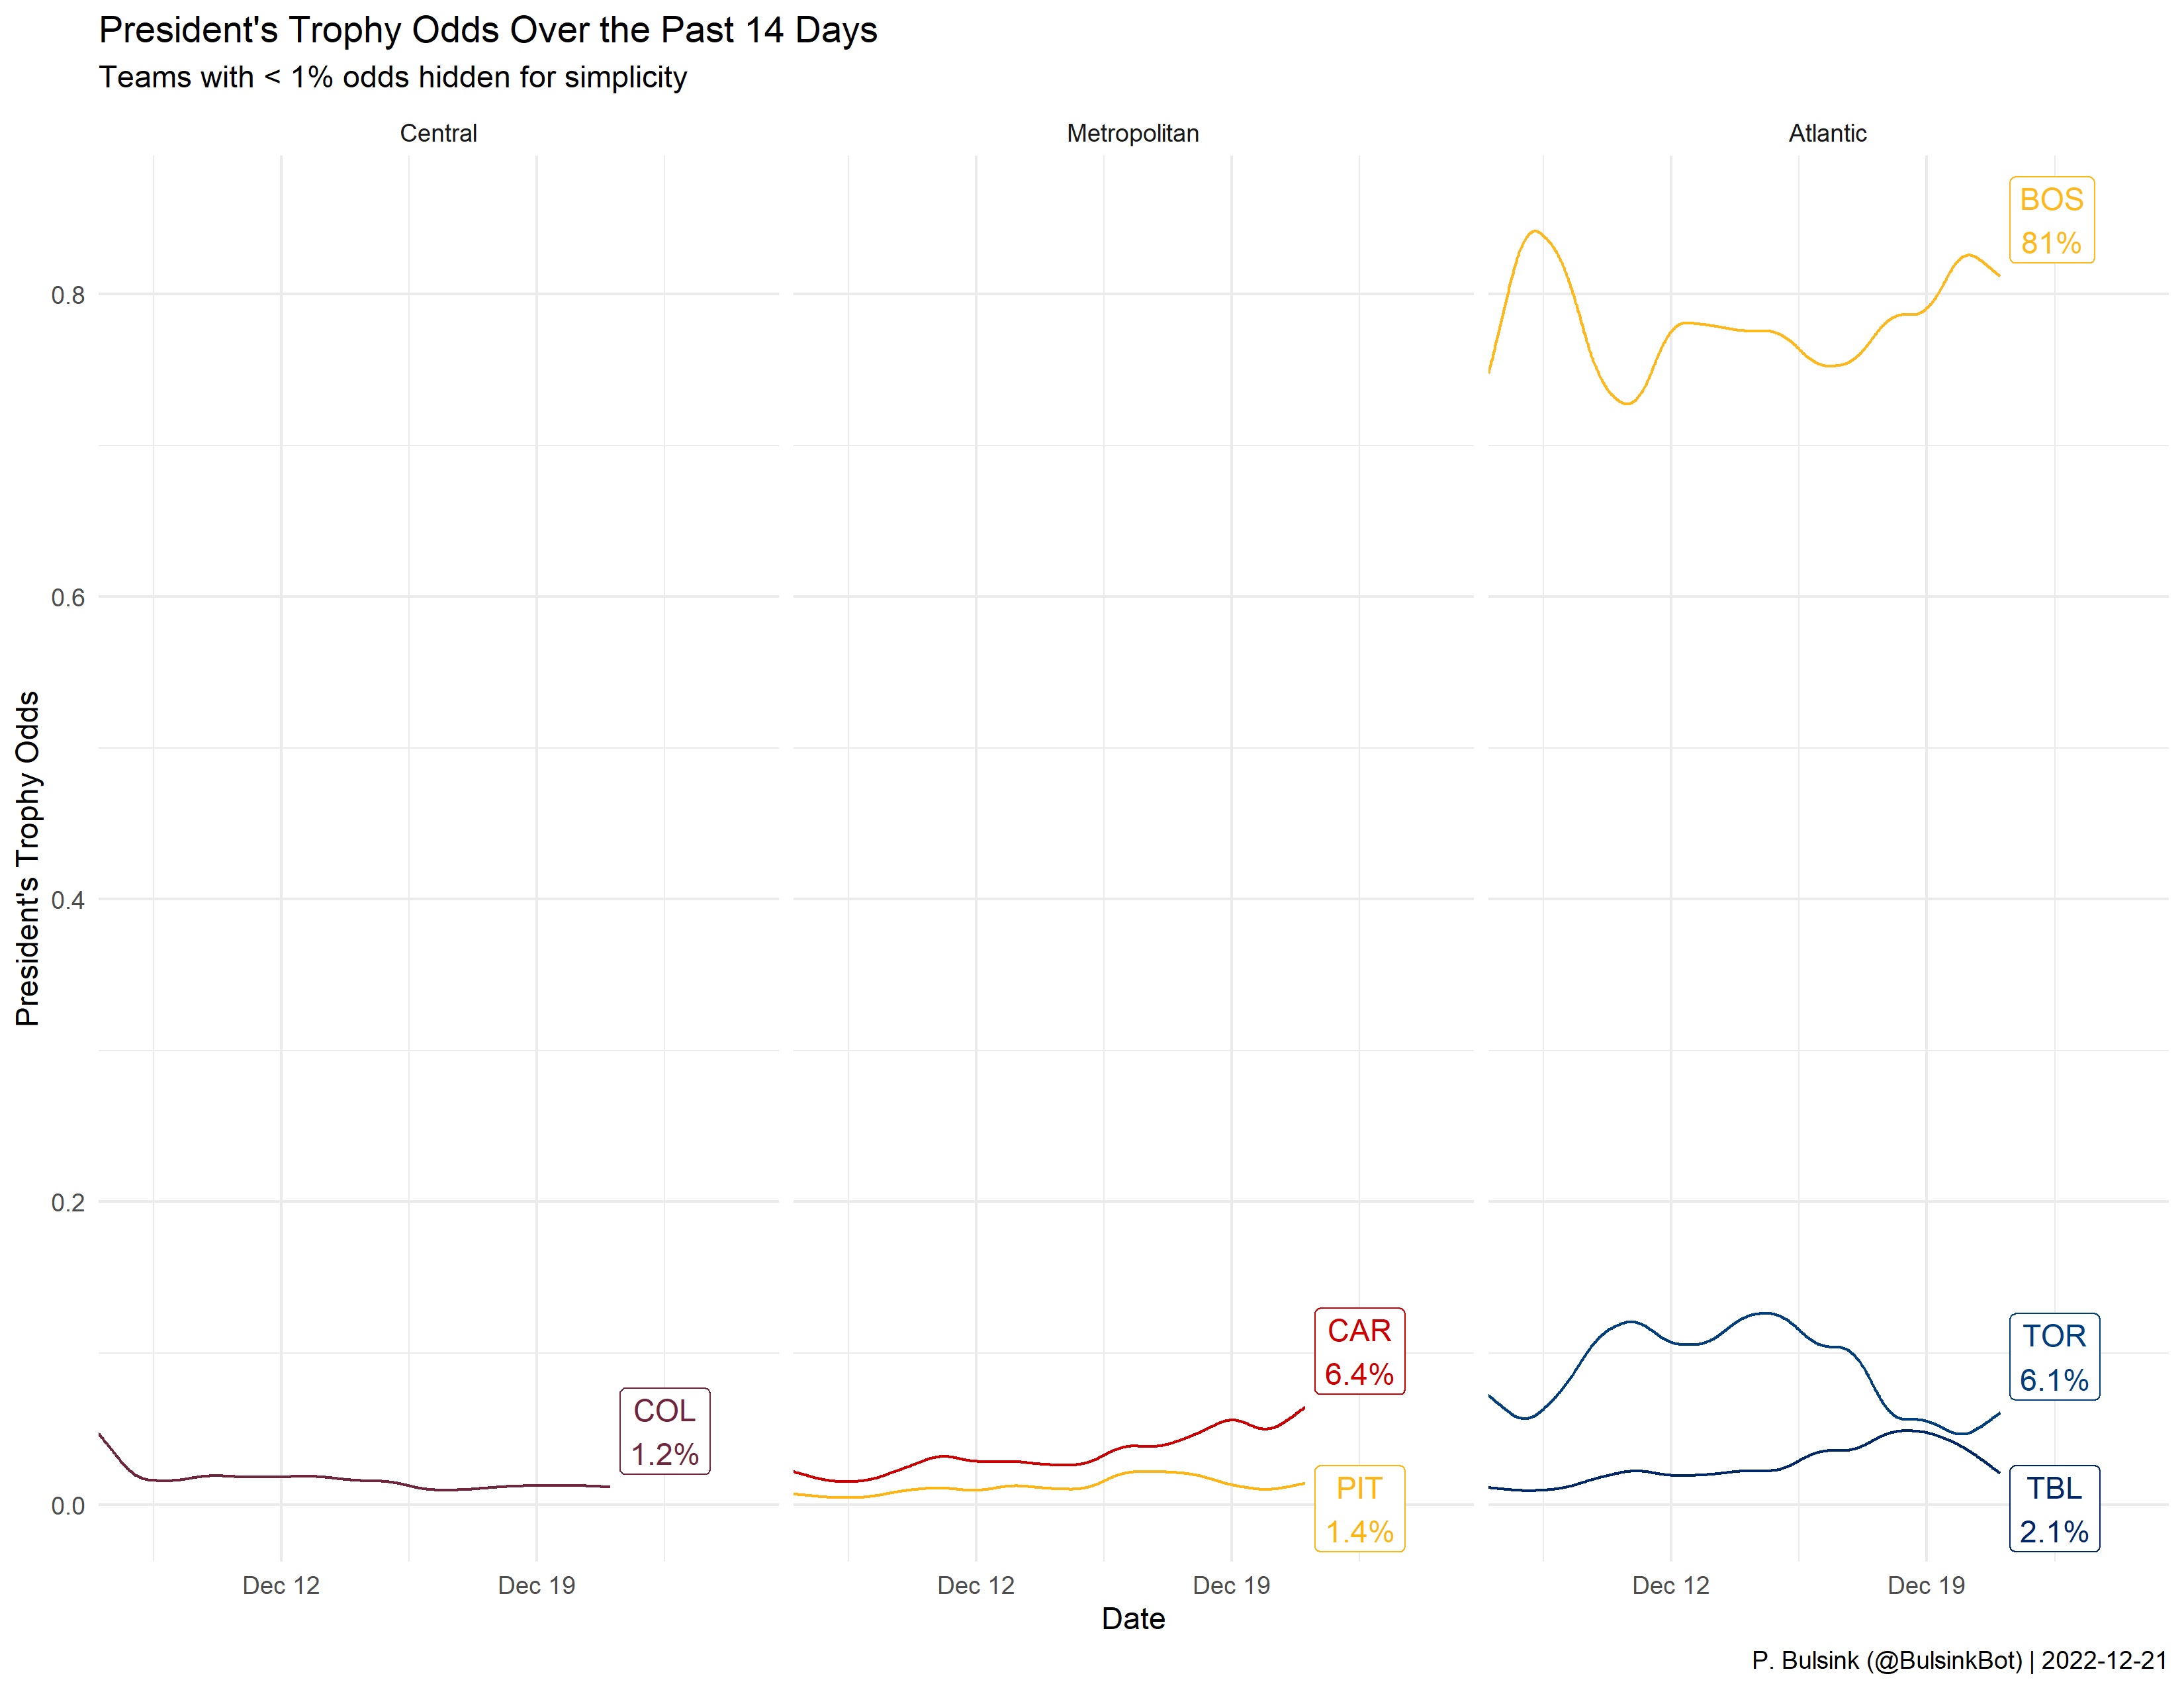 President's Trophy Odds Over the Past 14 Days
Teams with < 1% odds hidden for simplicity
Central
Metropolitan
Atlantic
President's Trophy Odds
0.8
0.6
0.4
0.2
0.0
BOS
81%
CAR
6.4%
TOR
6.1%
COL
1.2%
PIT
1.4%
TBL
2.1%
Dec 12
Dec 19
Dec 12
Dec 19
Dec 12
Dec 19
Date
P. Bulsink (@BulsinkBot) | 2022-12-21